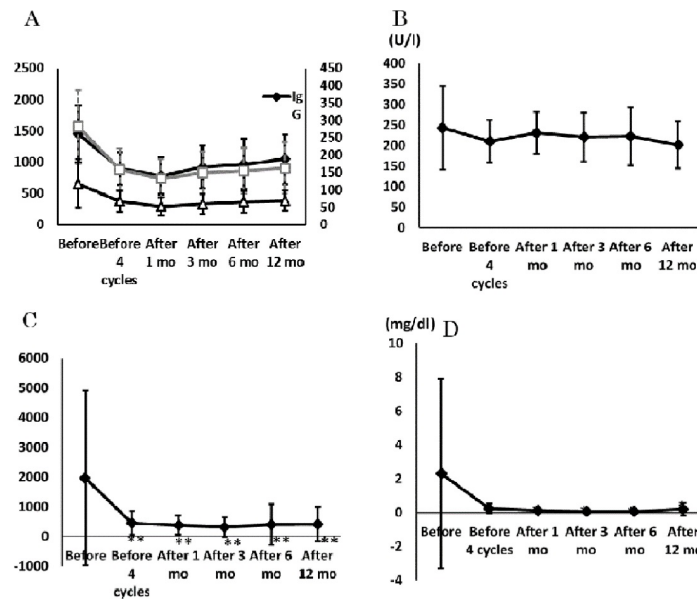 A
2500
2000
1500
1000
500
0
450
400
350
300
250
200
150
100
50
0
Ig
G
Before Before After After After After
4 1 mo 3 mo 6 mo 12 mo
cycles
B
(U/l)
400
350
300
250
200
150
100
50
0
Before Before After 1 After 3 After 6 After
4 mo mo mo 12 mo
cycles
C
6000
5000
4000
3000
2000
1000
0
-1000
** ** ** ** **
Before Before After 1 After 3 After 6 After
4 mo mo mo 12 mo
cycles
D
(mg/dl)
10
8
6
4
2
0
-2
-4
Before Before After 1 After 3 After 6 After
4 cycles mo mo mo 12 mo